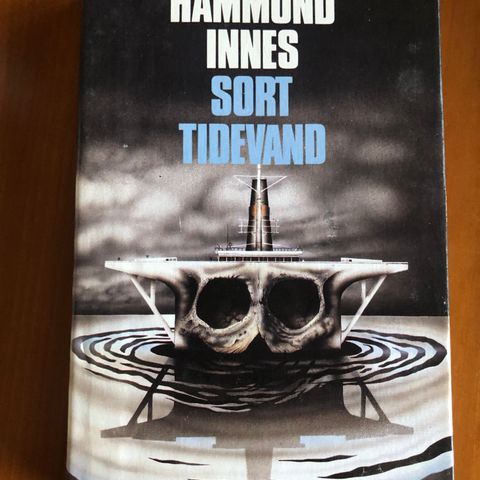 HAMMOND
INNES
SORT
TIDEVAND